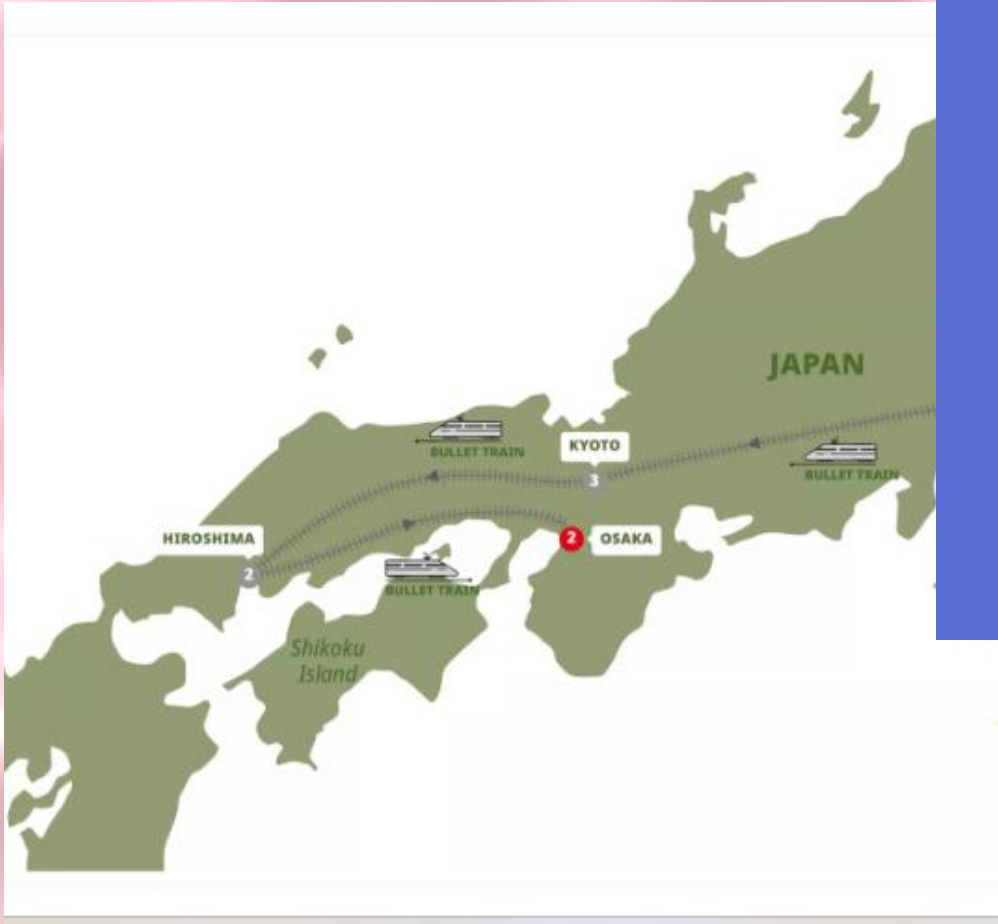 JAPAN
BULLET TRAIN
KYOTO
3
BULLET TRAIN
HIROSHIMA
2
2
OSAKA
BULLET TRAIN
Shikoku
Island